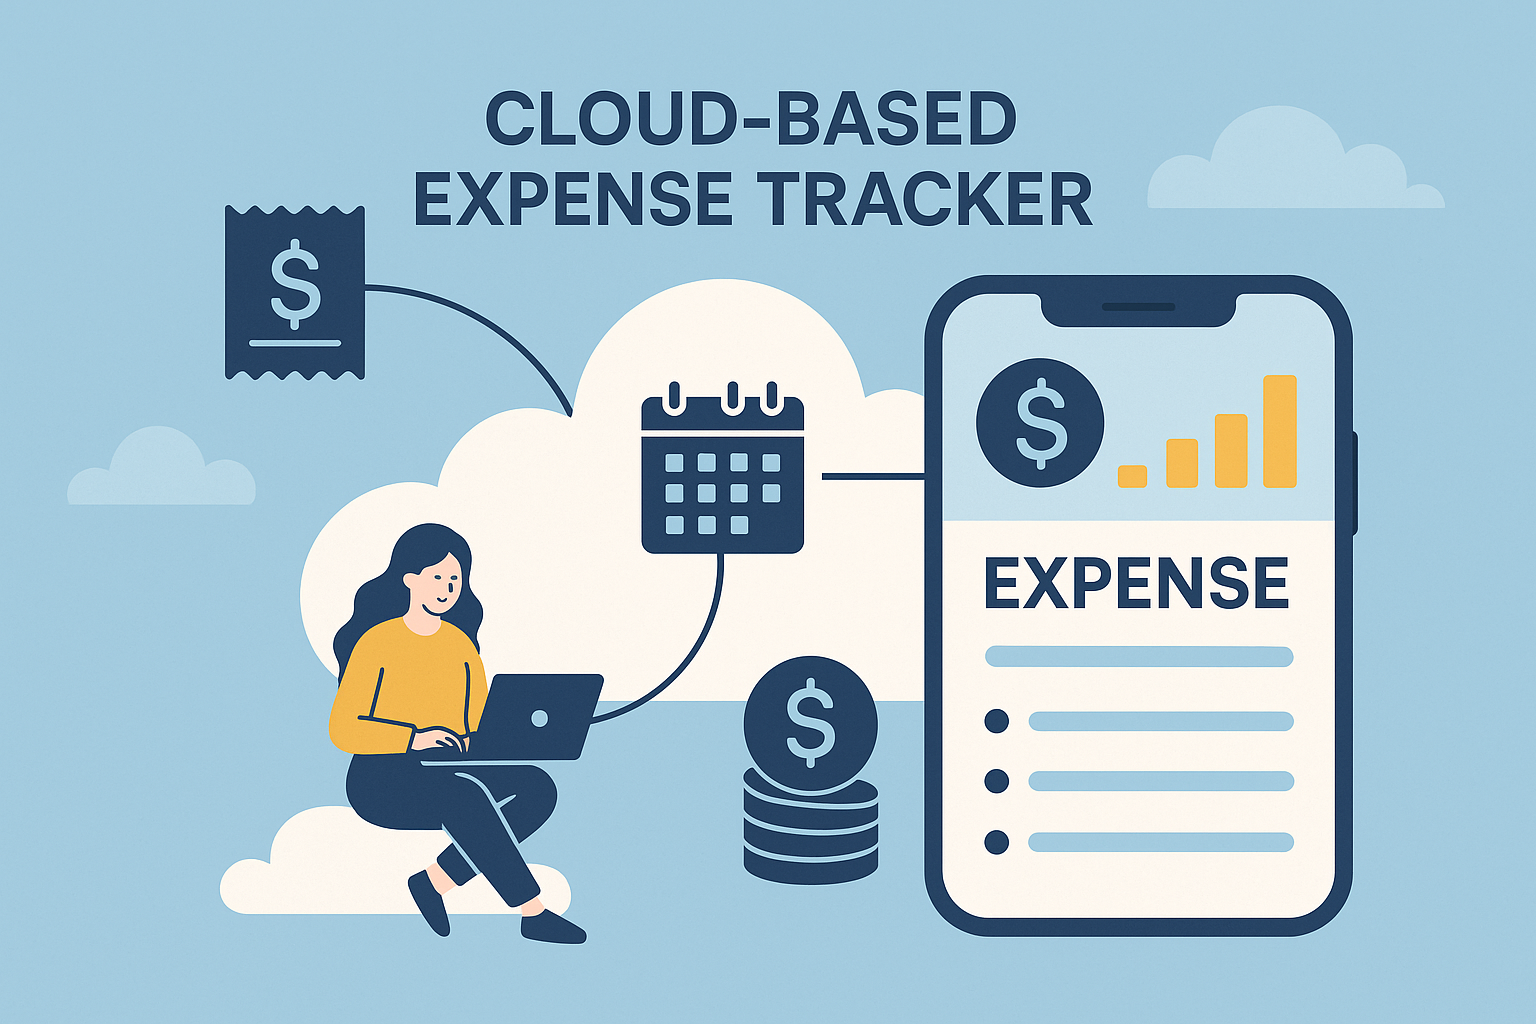 CLOUD-BASED
EXPENSE TRACKER
$
$
EXPENSE
$